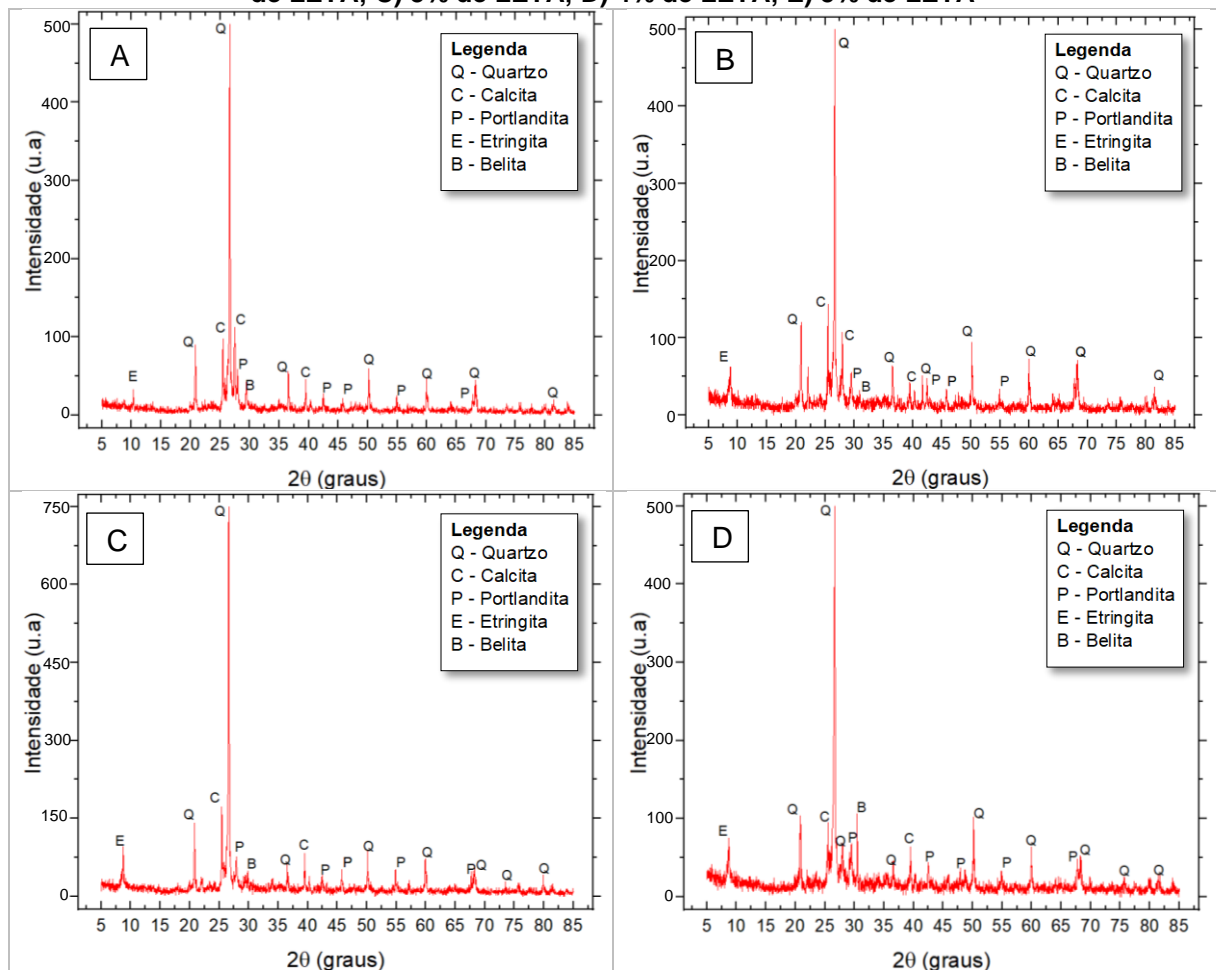 A
Legenda
Q - Quartzo
C - Calcita
P - Portlandita
E - Etringita
B - Belita
Intensidade (u.a)
500
400
300
200
100
0
E
Q
C
Q
C
P
B
Q
C
P
P
Q
P
Q
P
Q
Q
5 10 15 20 25 30 35 40 45 50 55 60 65 70 75 80 85
2θ (graus)
B
Legenda
Q - Quartzo
C - Calcita
P - Portlandita
E - Etringita
B - Belita
Intensidade (u.a)
500
400
300
200
100
0
E
Q
C
Q
C
P
B
Q
C
Q
P
P
Q
P
Q
Q
Q
5 10 15 20 25 30 35 40 45 50 55 60 65 70 75 80 85
2θ (graus)
C
Legenda
Q - Quartzo
C - Calcita
P - Portlandita
E - Etringita
B - Belita
Intensidade (u.a)
750
600
450
300
150
0
E
Q
C
Q
P
B
Q
C
P
P
Q
P
Q
P
Q
Q
Q
5 10 15 20 25 30 35 40 45 50 55 60 65 70 75 80 85
2θ (graus)
D
Legenda
Q - Quartzo
C - Calcita
P - Portlandita
E - Etringita
B - Belita
Intensidade (u.a)
500
400
300
200
100
0
E
Q
C
Q
Q
P
B
Q
C
P
P
Q
P
Q
P
Q
Q
Q
5 10 15 20 25 30 35 40 45 50 55 60 65 70 75 80 85
2θ (graus)